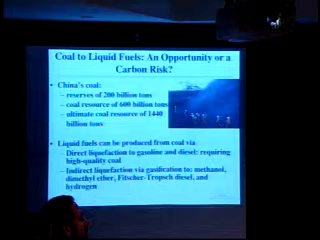 Coal to Liquid Fuels: An Opportunity or a
Carbon Risk?
• China's coal:
– reserves of 200 billion tons
– coal resource of 600 billion tons
– ultimate coal resource of 1440
billion tons
• Liquid fuels can be produced from coal via
– Direct liquefaction to gasoline and diesel: requiring
high-quality coal
– Indirect liquefaction via gasification to: methanol,
dimethyl ether, Fitscher-Tropsch diesel, and
hydrogen